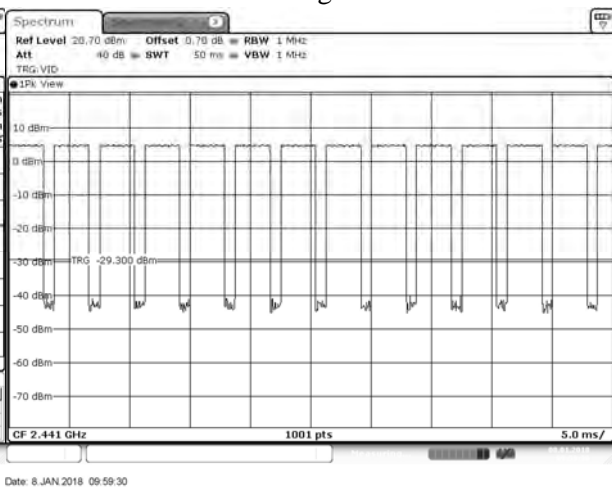 Spectrum
Ref Level 20.70 dBm Offset 0.70 dB RBW 1 MHz
Att 40 dB SWT 50 ms VBW 1 MHz
TRG:VID
1Pk View
10 dBm
0 dBm
-10 dBm
-20 dBm
-30 dBm
TRG -29.300 dBm
-40 dBm
-50 dBm
-60 dBm
-70 dBm
CF 2.441 GHz 1001 pts 5.0 ms/
Date: 8.JAN.2018 09:59:30